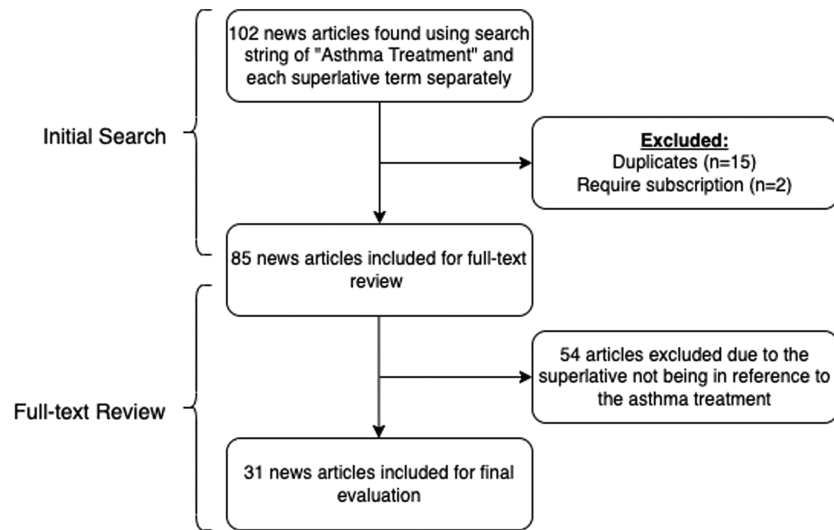 102 news articles found using search
string of "Asthma Treatment" and
each superlative term separately
Initial Search
Excluded:
Duplicates (n=15)
Require subscription (n=2)
85 news articles included for full-text
review
54 articles excluded due to the
superlative not being in reference to
the asthma treatment
Full-text Review
31 news articles included for final
evaluation